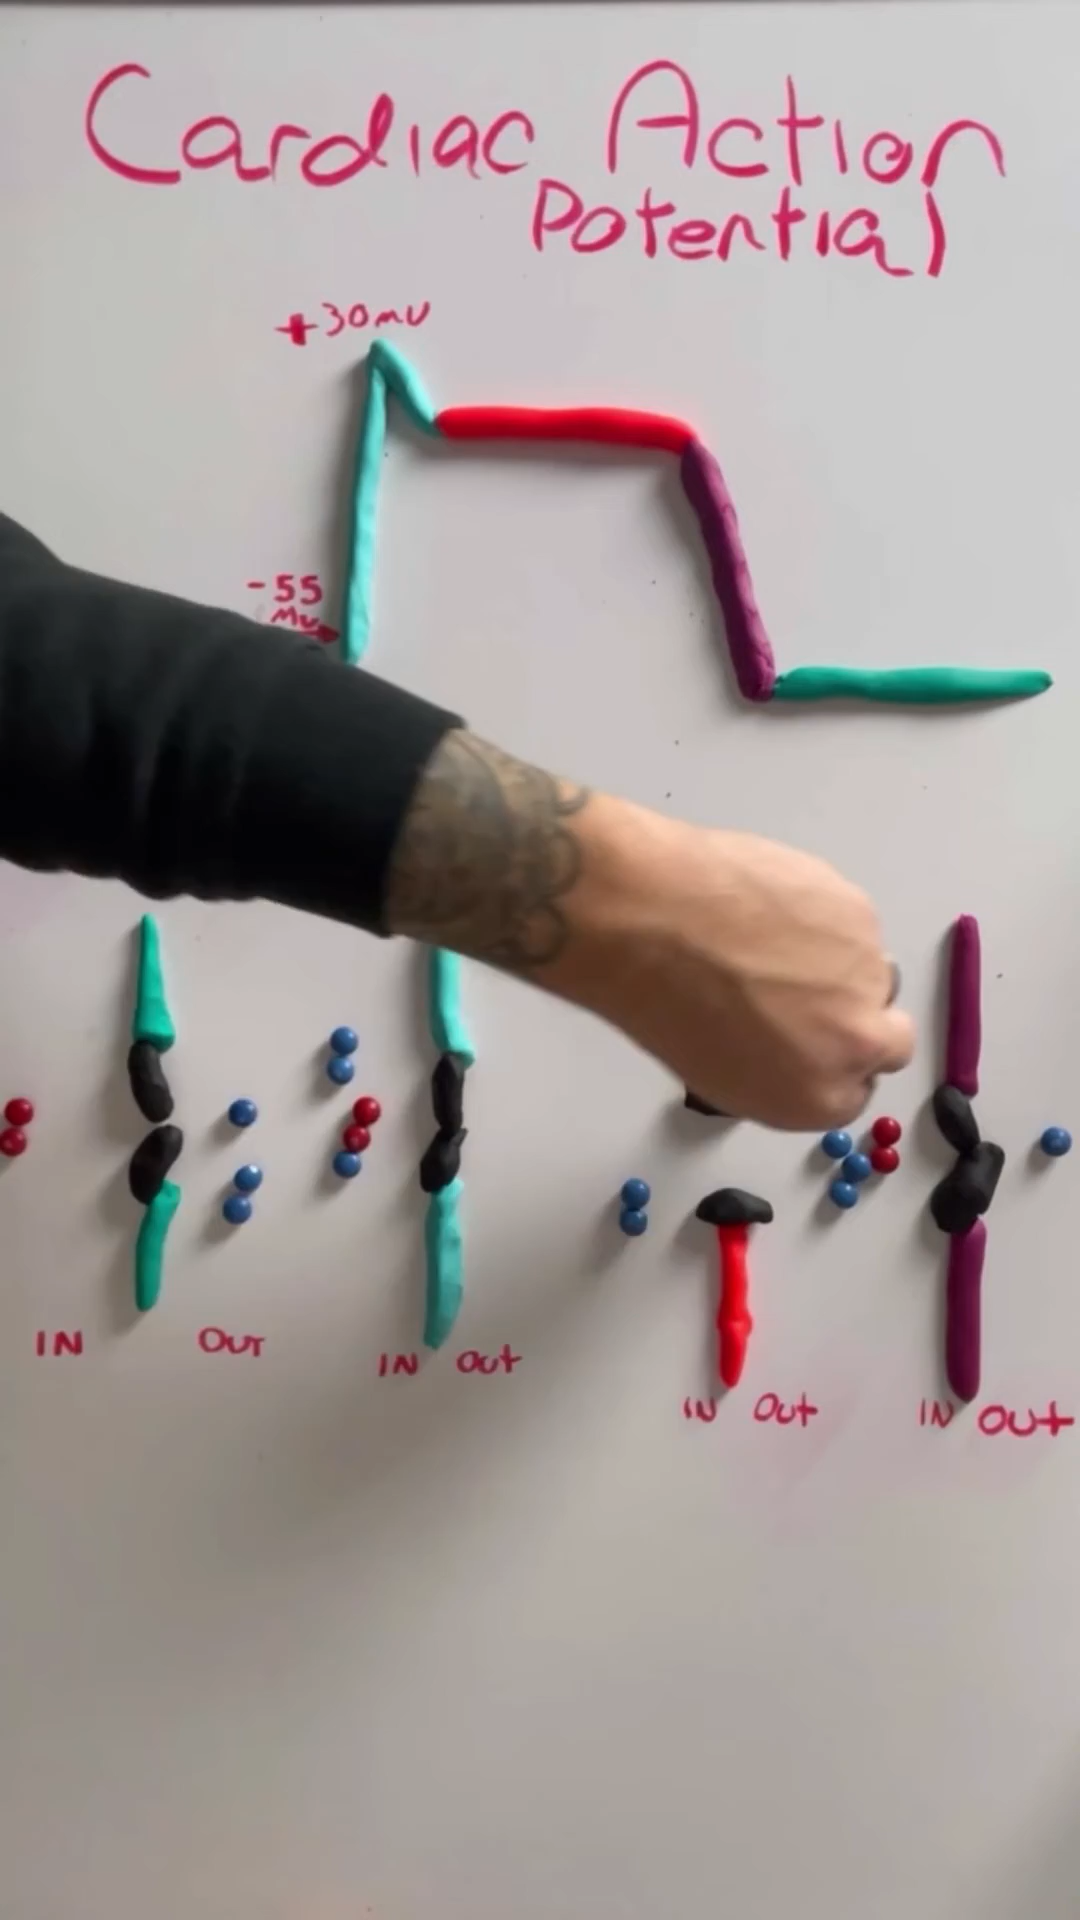 Cardiac Action
Potential
+30mv
-55
mv
IN Out
IN Out
IN Out
IN Out